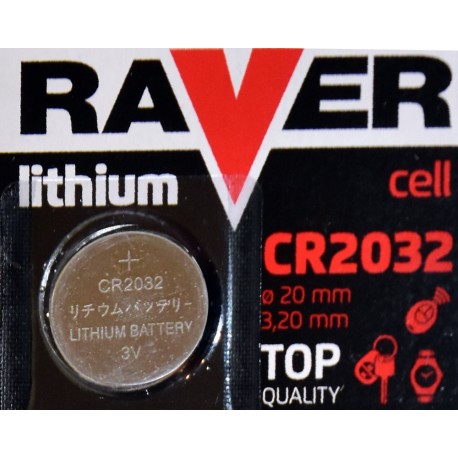 RAVER
lithium
cell
CR2032
ø 20 mm
3,20 mm
TOP
QUALITY
+
CR2032
リチウムバッテリー
LITHIUM BATTERY
3V